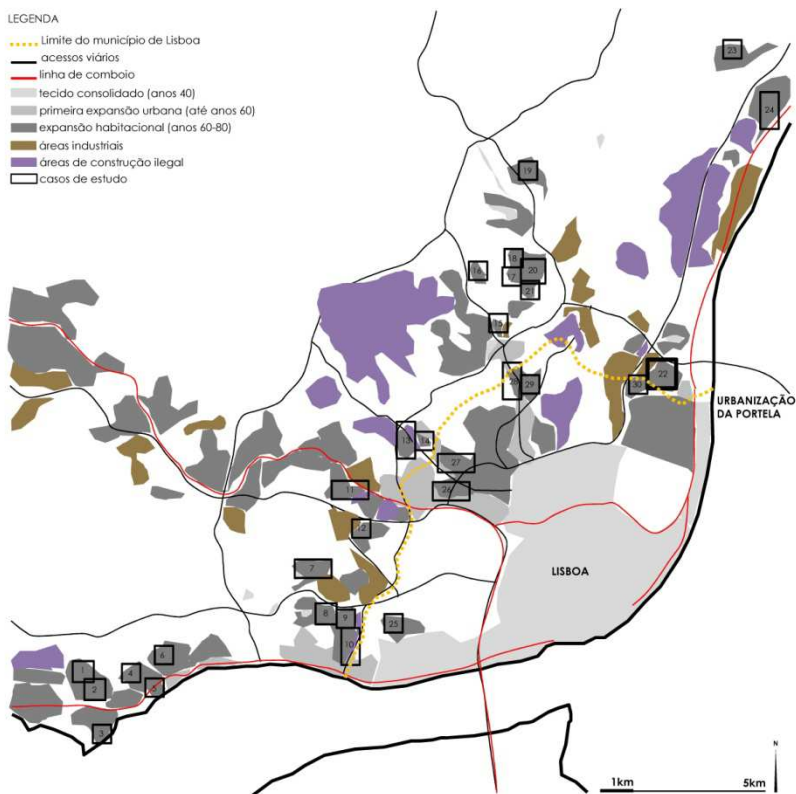 LEGENDA
Limite do município de Lisboa
acessos viários
linha de comboio
tecido consolidado (anos 40)
primeira expansão urbana (até anos 60)
expansão habitacional (anos 60-80)
áreas industriais
áreas de construção ilegal
casos de estudo
23
24
19
18
16
17
20
21
15
22
28
29
30
URBANIZAÇÃO
DA PORTELA
13
14
27
11
26
12
7
LISBOA
8
9
25
10
6
1
4
2
5
3
N
1km
5km